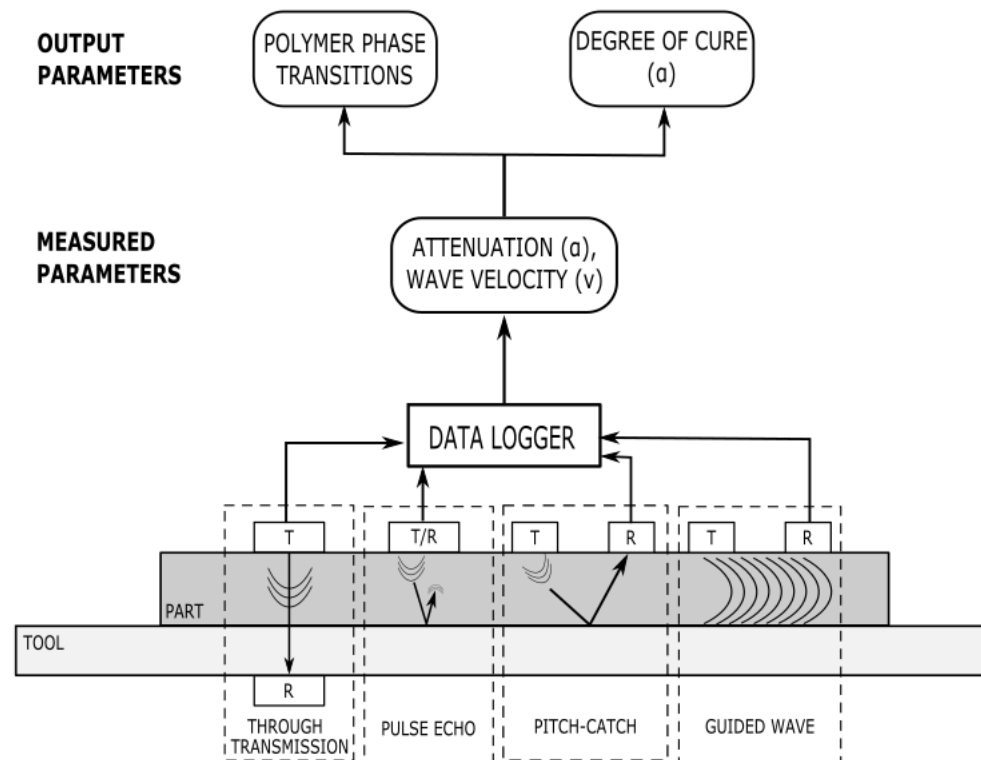 OUTPUT
PARAMETERS
POLYMER PHASE
TRANSITIONS
DEGREE OF CURE
(α)
MEASURED
PARAMETERS
ATTENUATION (α),
WAVE VELOCITY (v)
DATA LOGGER
T
T/R
T
R
T
R
PART
TOOL
R
THROUGH
TRANSMISSION
PULSE ECHO
PITCH-CATCH
GUIDED WAVE